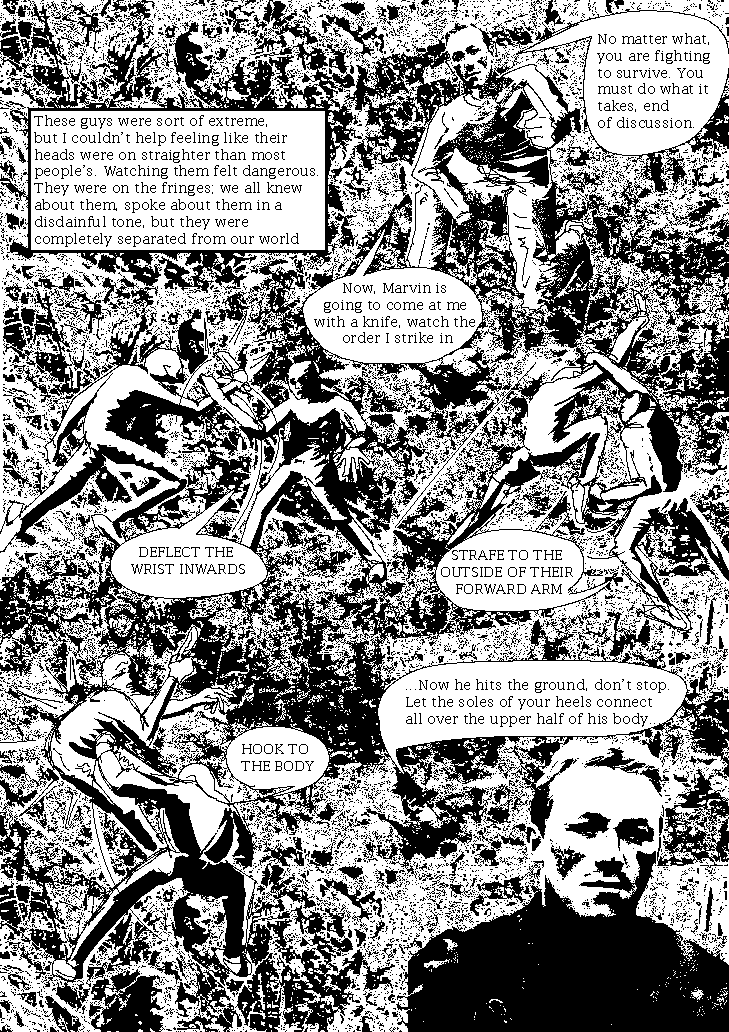 No matter what,
you are fighting
to survive. You
must do what it
takes, end
of discussion.
These guys were sort of extreme,
but I couldn't help feeling like their
heads were on straighter than most
people's. Watching them felt dangerous.
They were on the fringes; we all knew
about them, spoke about them in a
disdainful tone, but they were
completely separated from our world
Now, Marvin is
going to come at me
with a knife, watch the
order I strike in
DEFLECT THE
WRIST INWARDS
STRAFE TO THE
OUTSIDE OF THEIR
FORWARD ARM
HOOK TO
THE BODY
...Now he hits the ground, don't stop.
Let the soles of your heels connect
all over the upper half of his body...